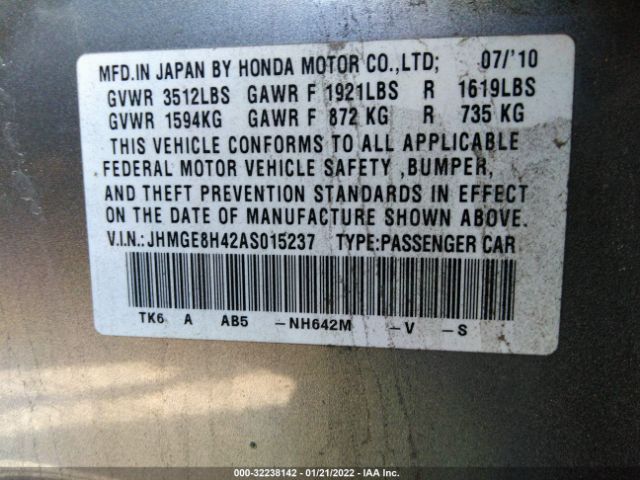 MFD.IN JAPAN BY HONDA MOTOR CO.,LTD; 07/'10
GVWR 3512LBS GAWR F 1921LBS R 1619LBS
GVWR 1594KG GAWR F 872 KG R 735 KG
THIS VEHICLE CONFORMS TO ALL APPLICABLE
FEDERAL MOTOR VEHICLE SAFETY ,BUMPER,
AND THEFT PREVENTION STANDARDS IN EFFECT
ON THE DATE OF MANUFACTURE SHOWN ABOVE.
V.I.N.: JHMGE8H42AS015237 TYPE:PASSENGER CAR
TK6 A AB5 -NH642M -V -S
000-32238142 - 01/21/2022 - IAA Inc.